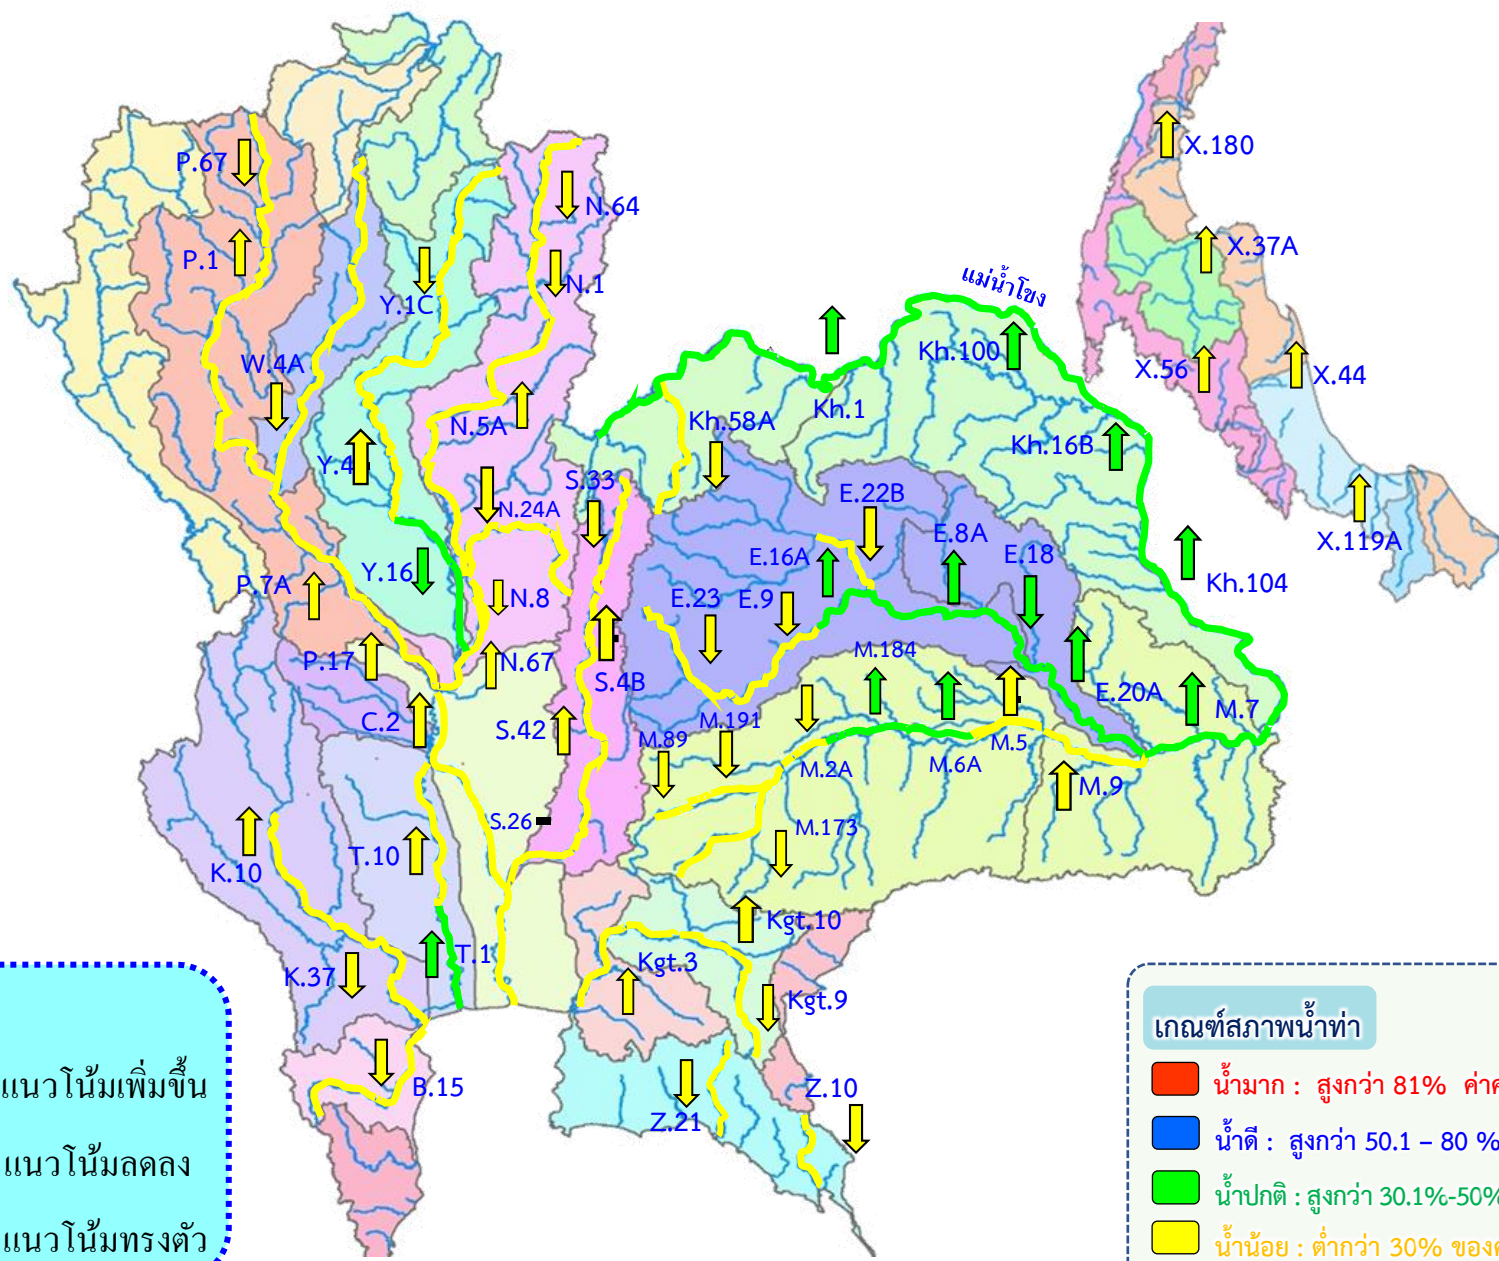 P.67
X.180
N.64
P.1
X.37A
แม่น้ำโขง
N.1
Y.1C
Kh.100
W.4A
X.56
X.44
Kh.1
N.5A
Kh.58A
Kh.16B
Y.4
S.33
E.22B
N.24A
E.8A
X.119A
E.16A
E.18
Y.16
P.7A
Kh.104
N.8
E.23
E.9
M.184
P.17
N.67
S.4B
E.20A
M.7
C.2
S.42
M.191
M.89
M.5
M.2A
M.6A
M.9
S.26
M.173
T.10
K.10
Kgt.10
T.1
Kgt.3
K.37
Kgt.9
B.15
Z.10
Z.21
แนวโน้มเพิ่มขึ้น
แนวโน้มลดลง
แนวโน้มทรงตัว
เกณฑ์สภาพน้ำท่า
น้ำมาก : สูงกว่า 81%
น้ำดี : สูงกว่า 50.1 – 80 %
น้ำปกติ : สูงกว่า 30.1%-50%
น้ำน้อย : ต่ำกว่า 30%